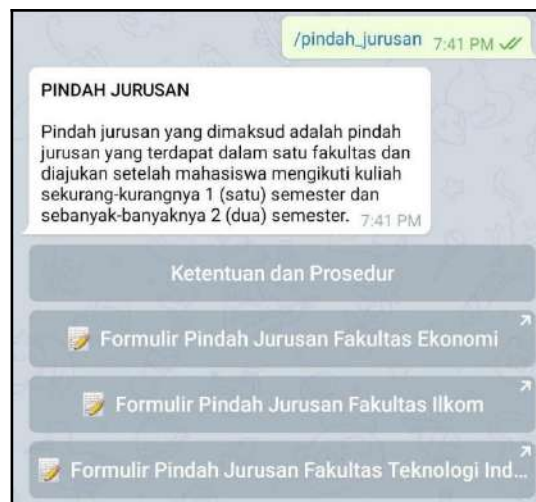 /pindah_jurusan 7:41 PM
PINDAH JURUSAN
Pindah jurusan yang dimaksud adalah pindah
jurusan yang terdapat dalam satu fakultas dan
diajukan setelah mahasiswa mengikuti kuliah
sekurang-kurangnya 1 (satu) semester dan
sebanyak-banyaknya 2 (dua) semester. 7:41 PM
Ketentuan dan Prosedur
Formulir Pindah Jurusan Fakultas Ekonomi
Formulir Pindah Jurusan Fakultas Ilkom
Formulir Pindah Jurusan Fakultas Teknologi Ind...